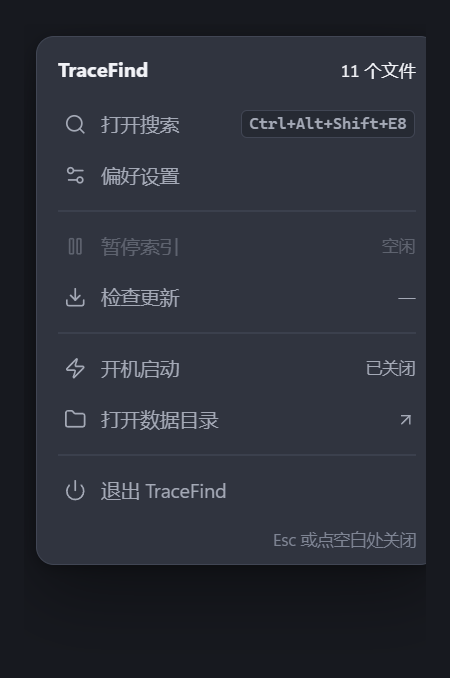 TraceFind 11 个文件
打开搜索 Ctrl+Alt+Shift+E8
偏好设置
暂停索引 空闲
检查更新 —
开机启动 已关闭
打开数据目录
退出 TraceFind
Esc 或点空白处关闭